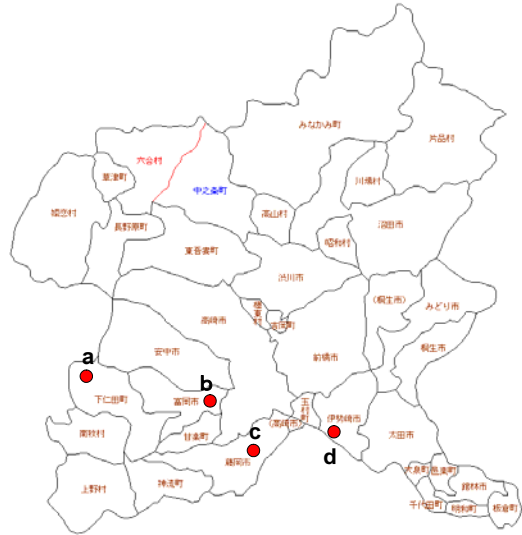 みなかみ町
片品村
六合村
草津町
中之条町
川場村
嬬恋村
長野原町
高山村
昭和村
沼田市
東吾妻町
渋川市
(桐生市)
みどり市
榛東村
吉岡町
高崎市
前橋市
桐生市
安中市
a
下仁田町
b
富岡市
甘楽町
玉村町
(高崎市)
伊勢崎市
太田市
c
d
南牧村
藤岡市
上野村
神流町
大泉町
邑楽町
館林市
千代田町
明和町
板倉町